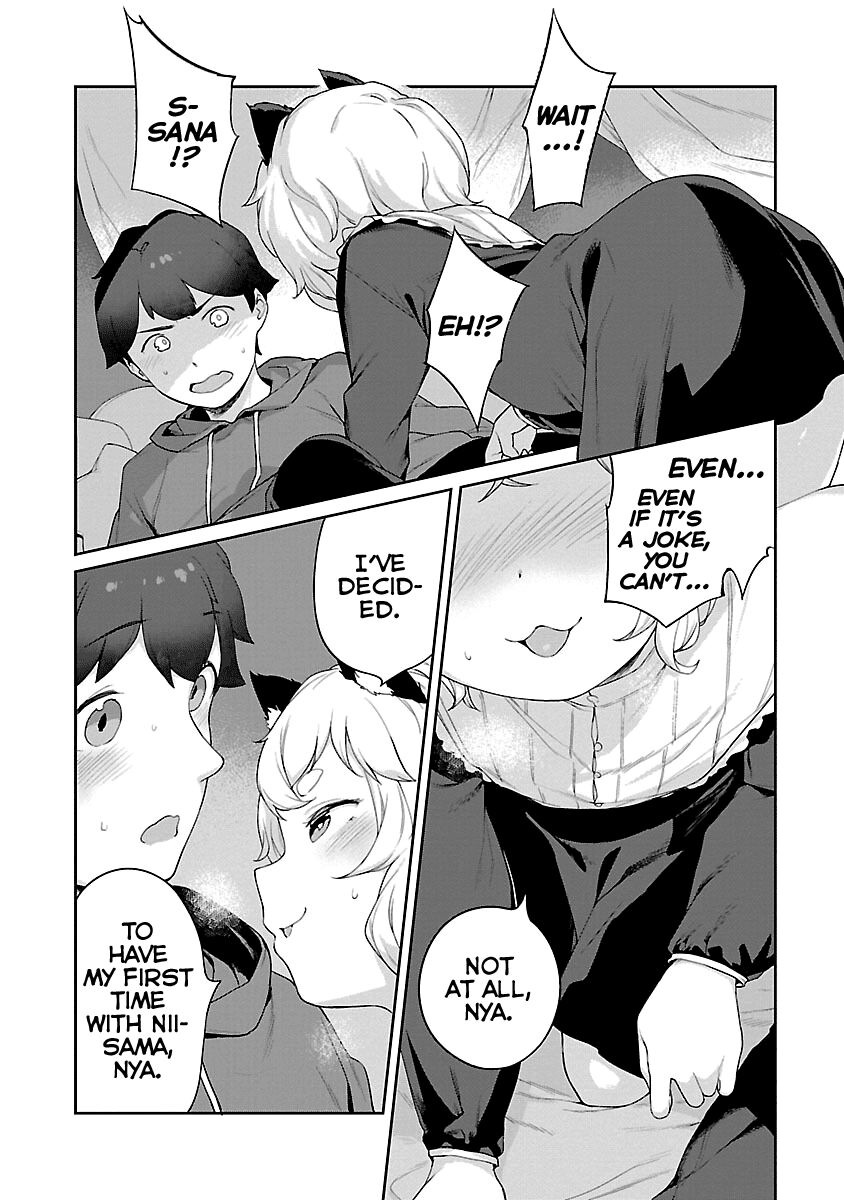 WAIT
...!
S-
SANA
!?
EH!?
EVEN...
EVEN
IF IT'S
A JOKE,
YOU
CAN'T...
NOT
AT ALL,
NYA.
I'VE
DECID-
ED.
TO
HAVE
MY FIRST
TIME
WITH NII-
SAMA,
NYA.